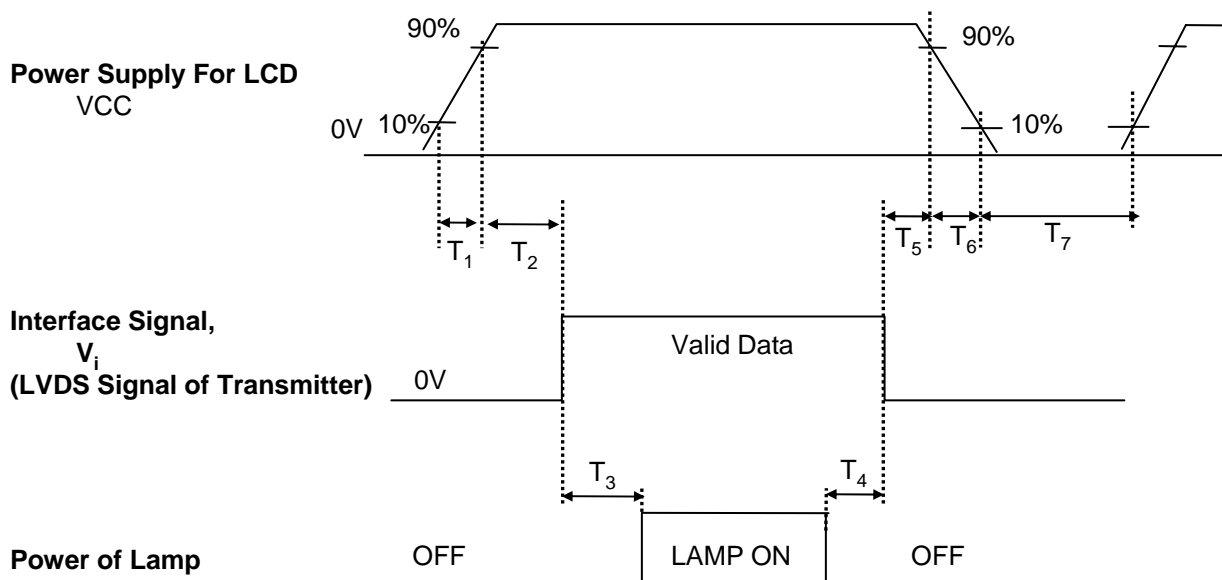 90%
90%
Power Supply For LCD
VCC
0V
10%
10%
T1
T2
T5
T6
T7
Interface Signal,
Vi
(LVDS Signal of Transmitter)
0V
Valid Data
T3
T4
Power of Lamp
OFF
LAMP ON
OFF